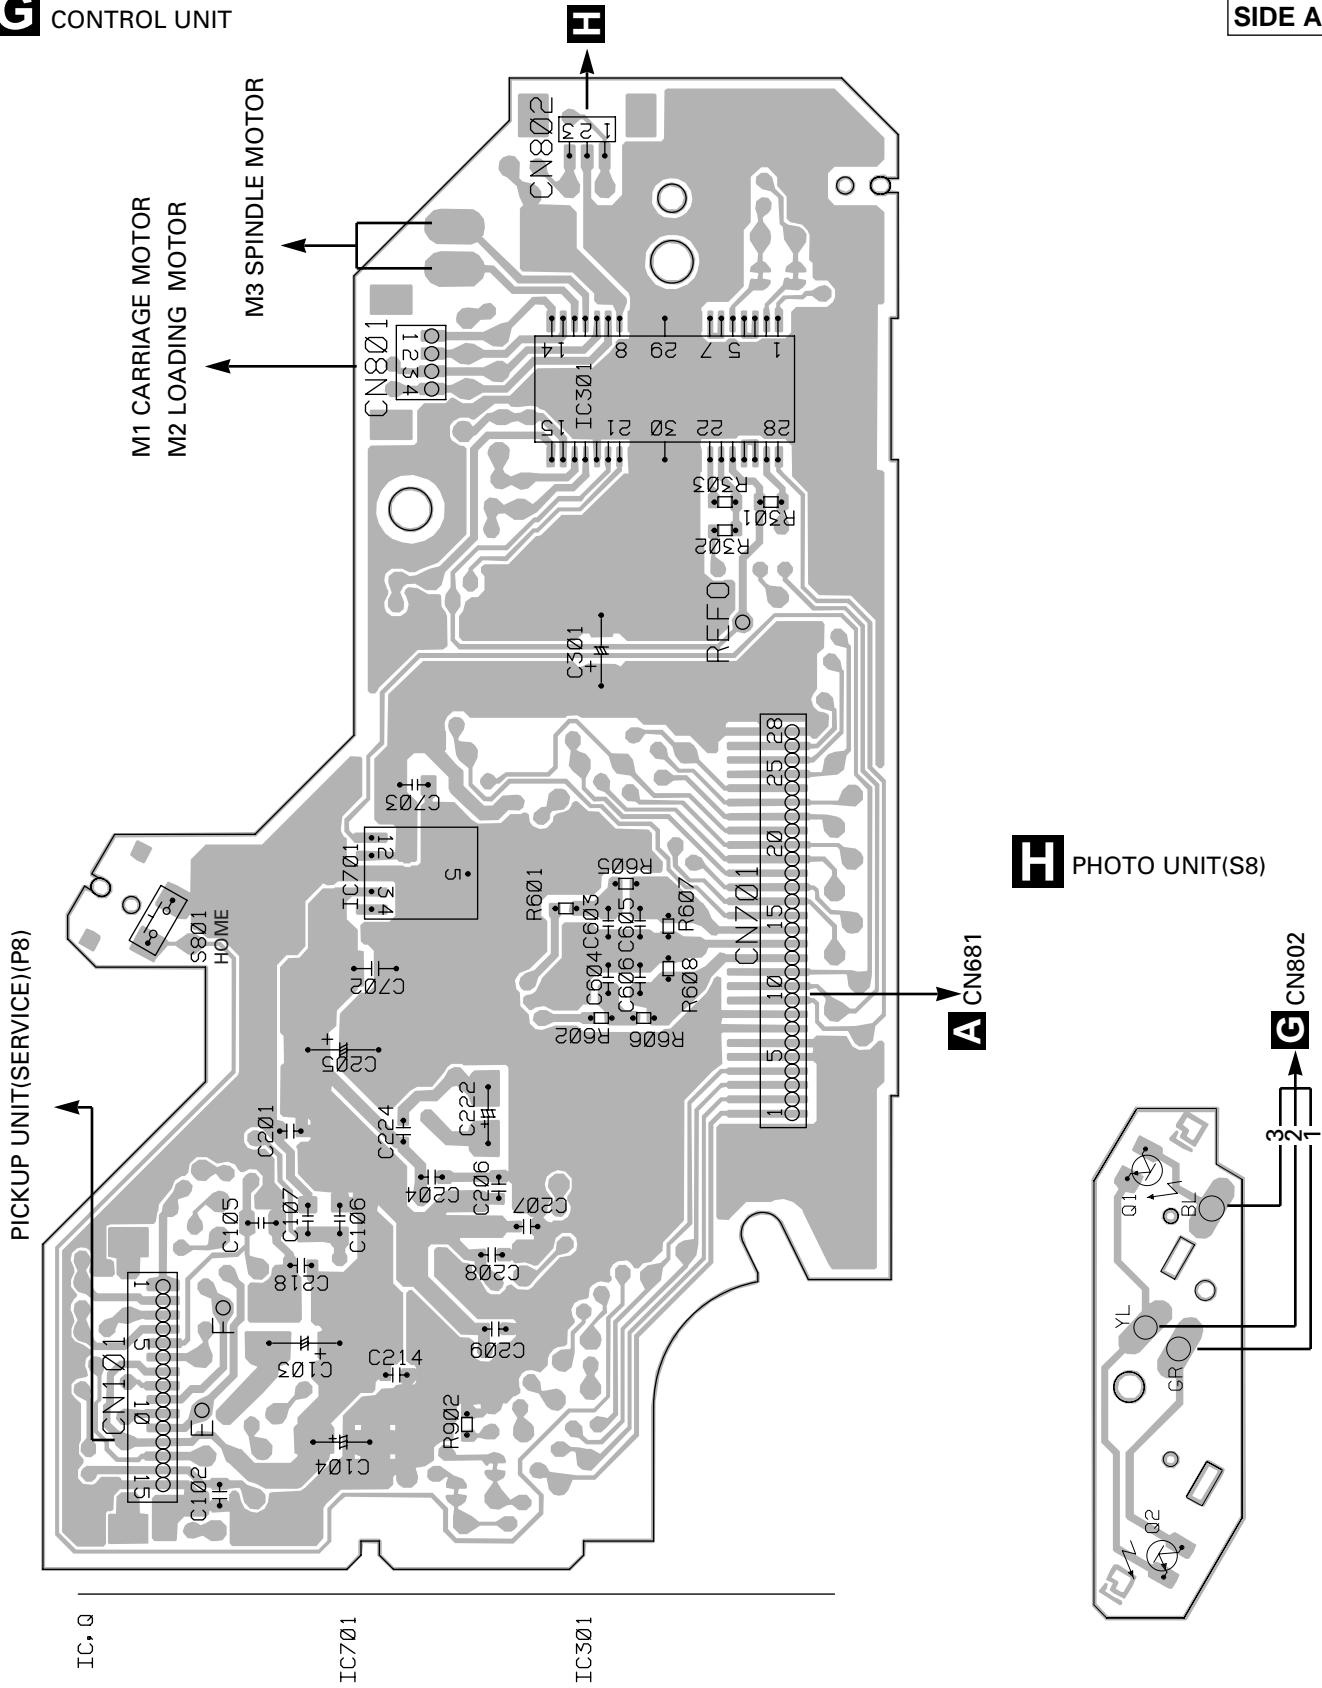 G CONTROL UNIT
SIDE A
H
M1 CARRIAGE MOTOR
M2 LOADING MOTOR
M3 SPINDLE MOTOR
CN802
3 2 1
CN801
1
2
3
4
14 8 29 7 5 1
IC301
15 21 30 22 28
R303
R301
R302
REFO
C301
+
C703
IC701
1 2
3 4
5
S801
HOME
PICKUP UNIT(SERVICE)(P8)
C702
C205
+
R601
R605
C603
C605
R607
C604
C606
R608
R602
R606
CN701
28
25
20
15
10
5
1
A CN681
C201
C224
C222
C204
C206
C207
C208
C209
C105
C107
C106
C218
C103
+
C214
C104
+
R902
CN101
1
5
10
15
F
E
C102
IC, Q
IC701
IC301
H PHOTO UNIT(S8)
G CN802
3
2
1
Q1
BL
YL
GR
Q2